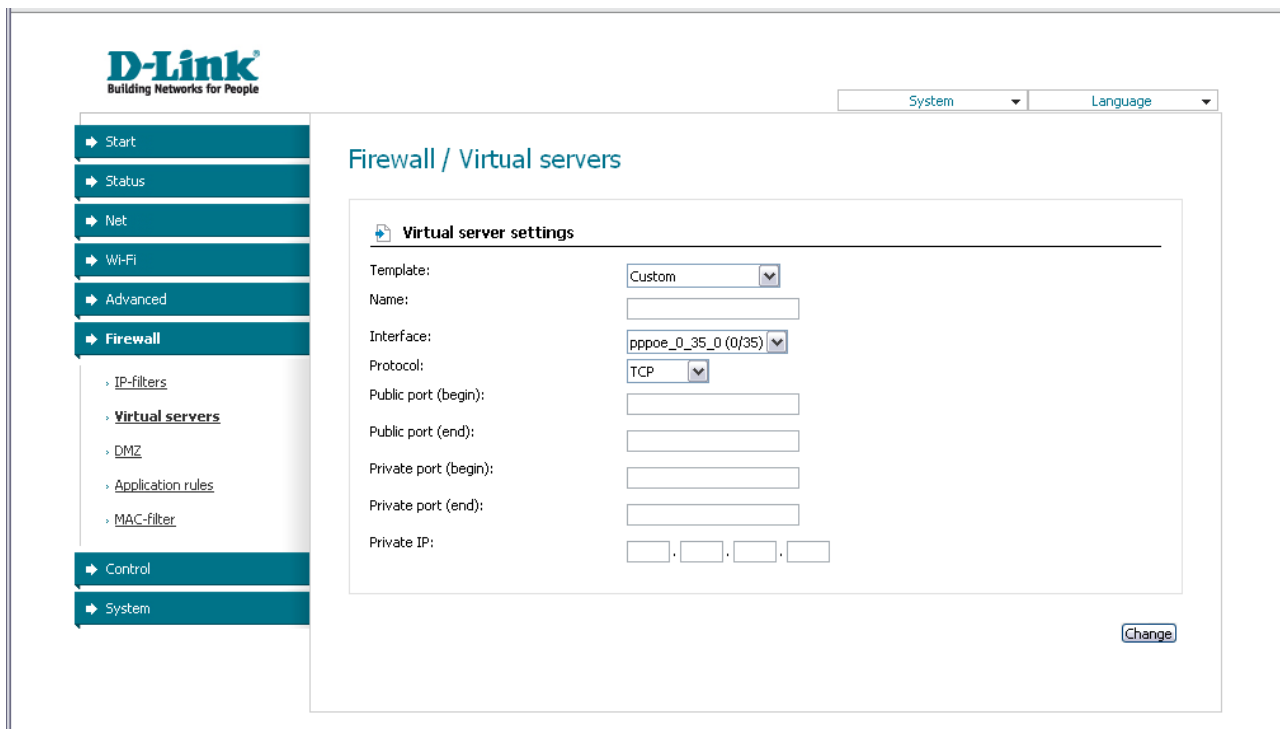 D-Link
Building Networks for People
System
Language
Start
Status
Net
Wi-Fi
Advanced
Firewall
IP-filters
Virtual servers
DMZ
Application rules
MAC-filter
Control
System
Firewall / Virtual servers
Virtual server settings
Template: Custom
Name:
Interface: pppoe_0_35_0 (0/35)
Protocol: TCP
Public port (begin):
Public port (end):
Private port (begin):
Private port (end):
Private IP: . . .
Change